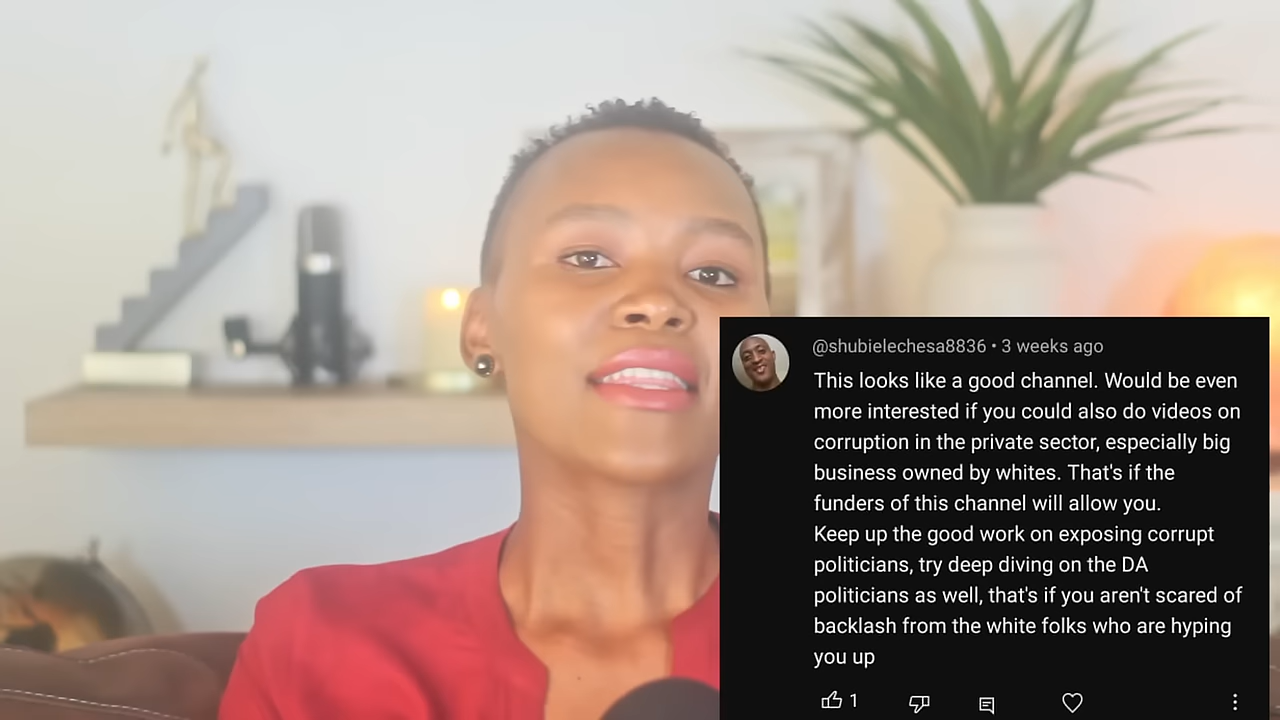 @shubielechesa8836 • 3 weeks ago
This looks like a good channel. Would be even
more interested if you could also do videos on
corruption in the private sector, especially big
business owned by whites. That's if the
funders of this channel will allow you.
Keep up the good work on exposing corrupt
politicians, try deep diving on the DA
politicians as well, that's if you aren't scared of
backlash from the white folks who are hyping
you up
1